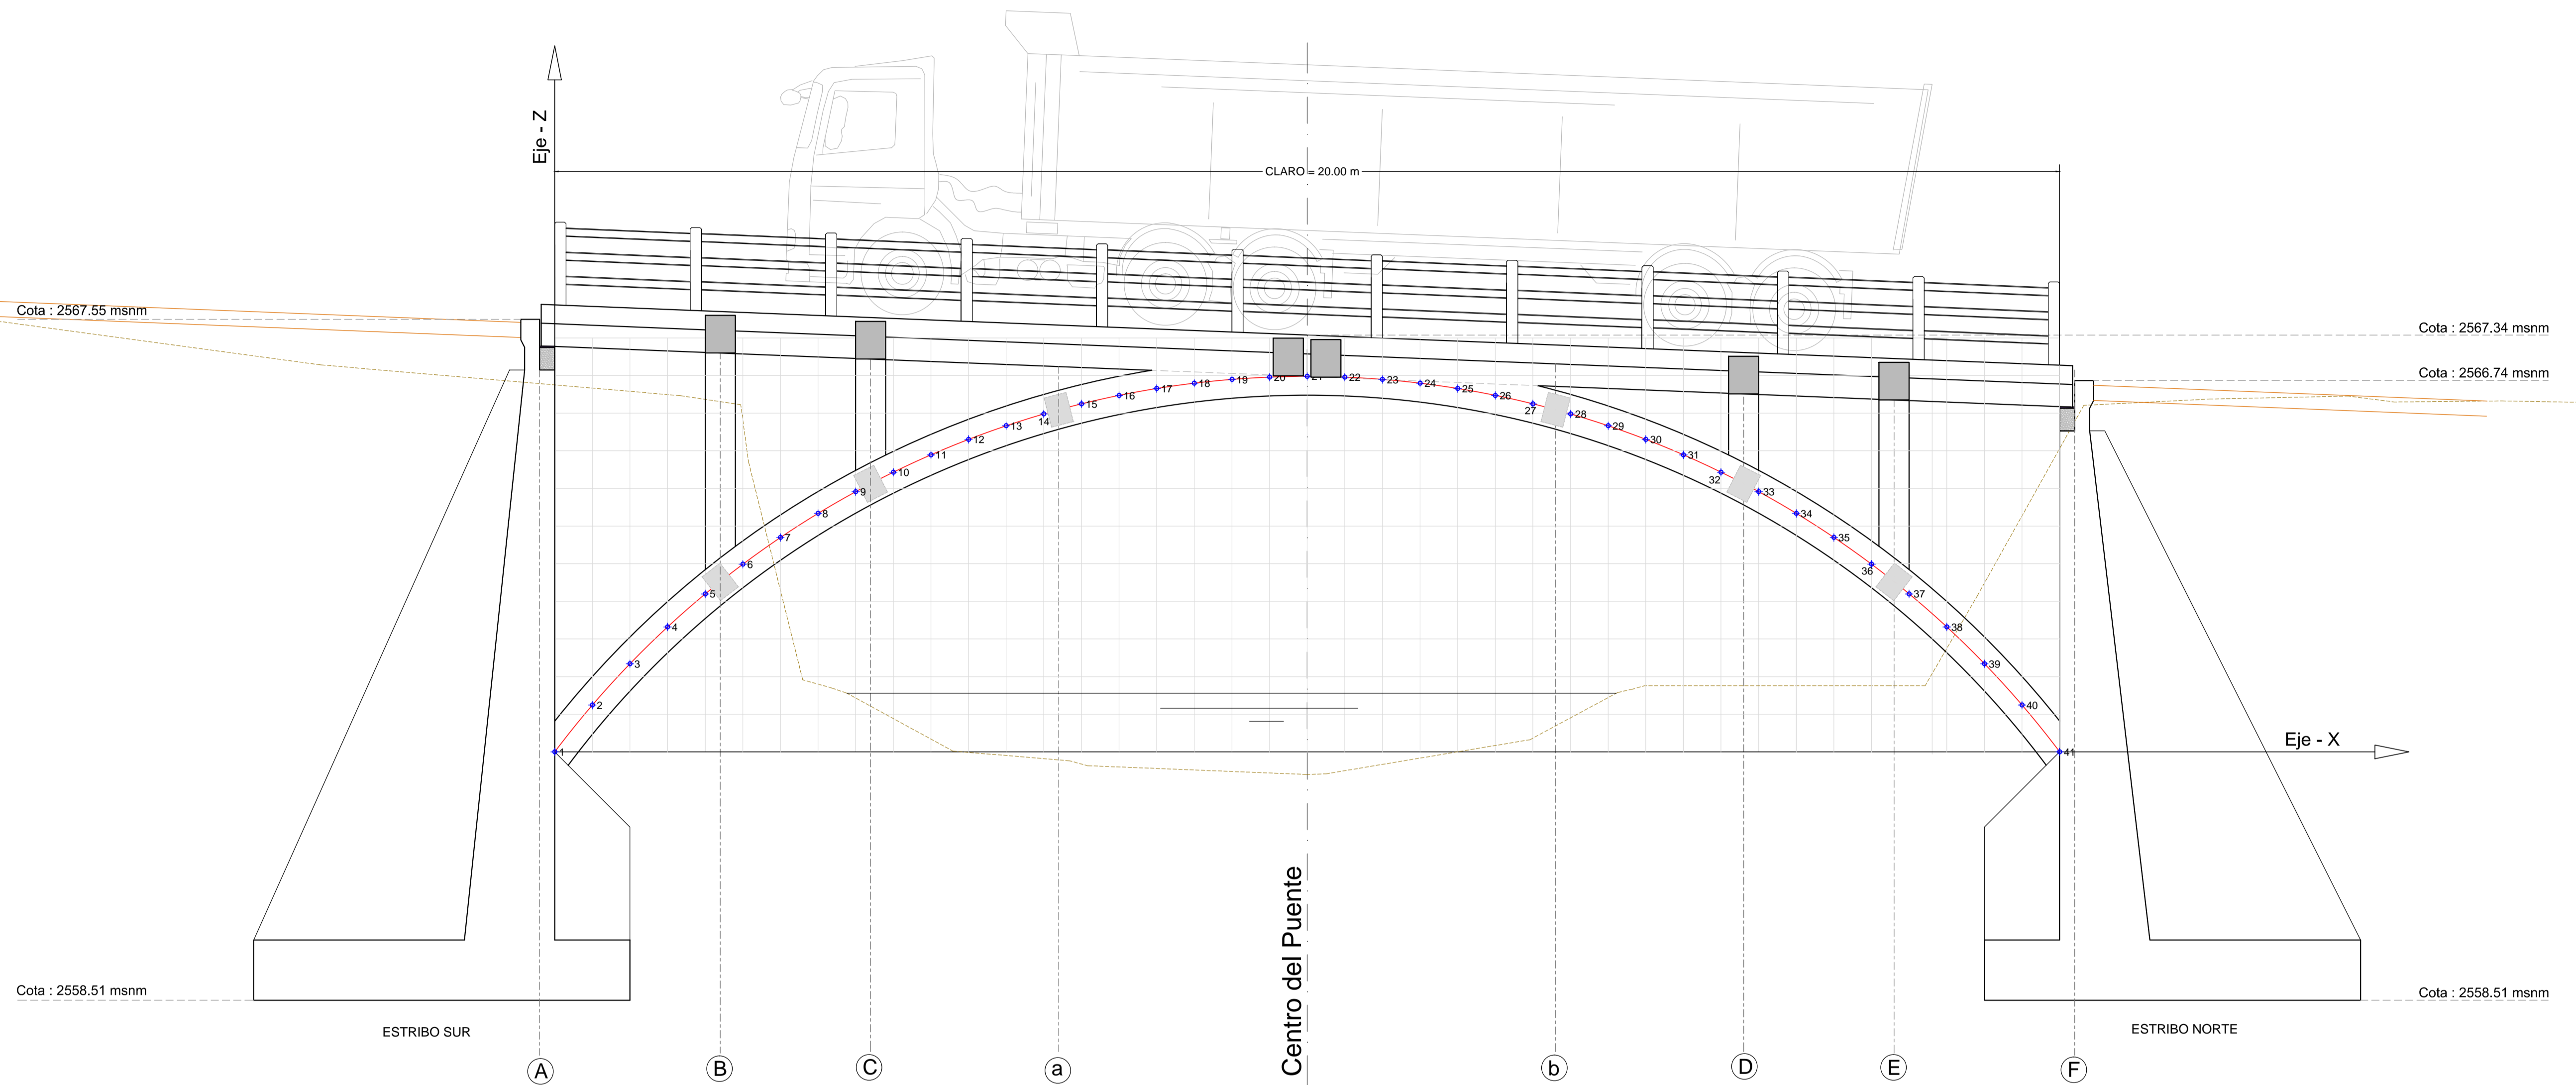 Eje - Z
CLARO = 20.00 m
Cota : 2567.55 msnm
Cota : 2567.34 msnm
Cota : 2566.74 msnm
1
2
3
4
5
6
7
8
9
10
11
12
13
14
15
16
17
18
19
20
21
22
23
24
25
26
27
28
29
30
31
32
33
34
35
36
37
38
39
40
41
Eje - X
Centro del Puente
Cota : 2558.51 msnm
Cota : 2558.51 msnm
ESTRIBO SUR
ESTRIBO NORTE
A
B
C
a
b
D
E
F